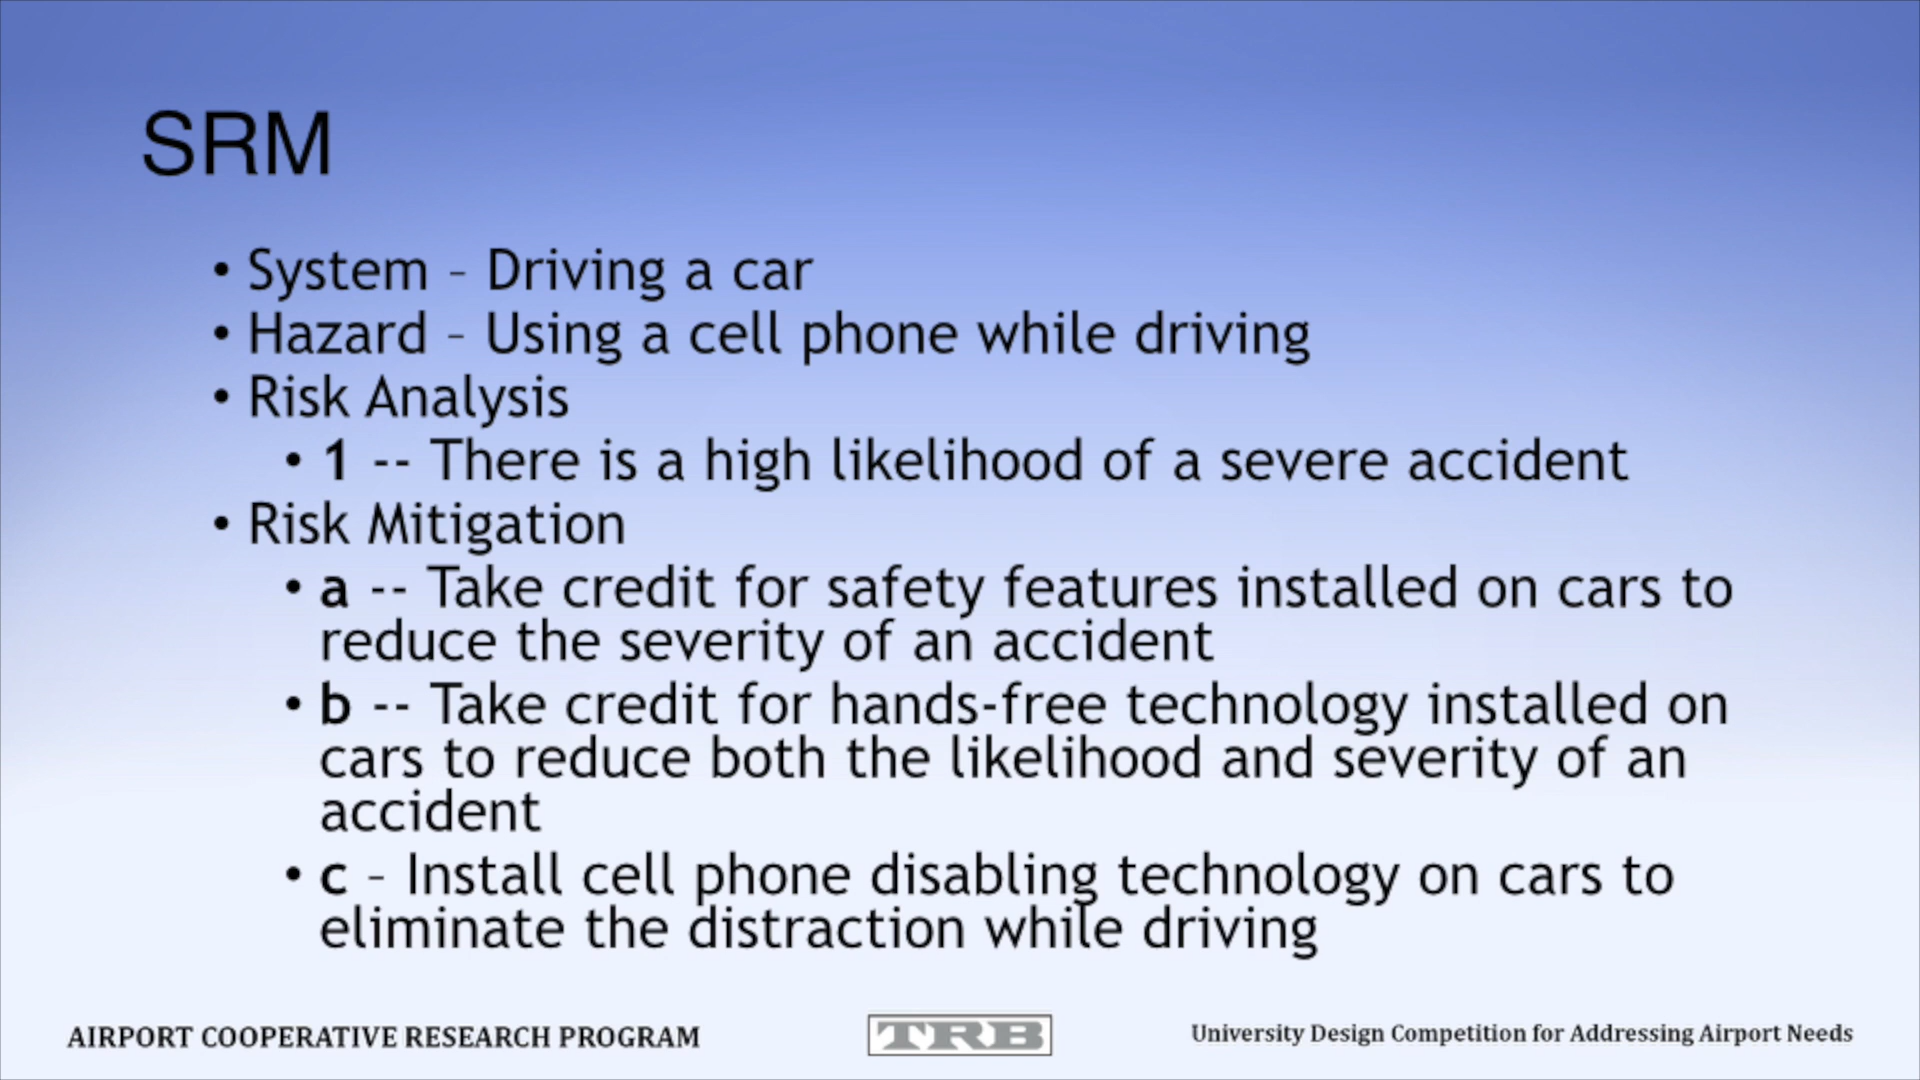 SRM
• System – Driving a car
• Hazard – Using a cell phone while driving
• Risk Analysis
• 1 -- There is a high likelihood of a severe accident
• Risk Mitigation
• a -- Take credit for safety features installed on cars to
reduce the severity of an accident
• b -- Take credit for hands-free technology installed on
cars to reduce both the likelihood and severity of an
accident
• c – Install cell phone disabling technology on cars to
eliminate the distraction while driving
AIRPORT COOPERATIVE RESEARCH PROGRAM
TRB
University Design Competition for Addressing Airport Needs